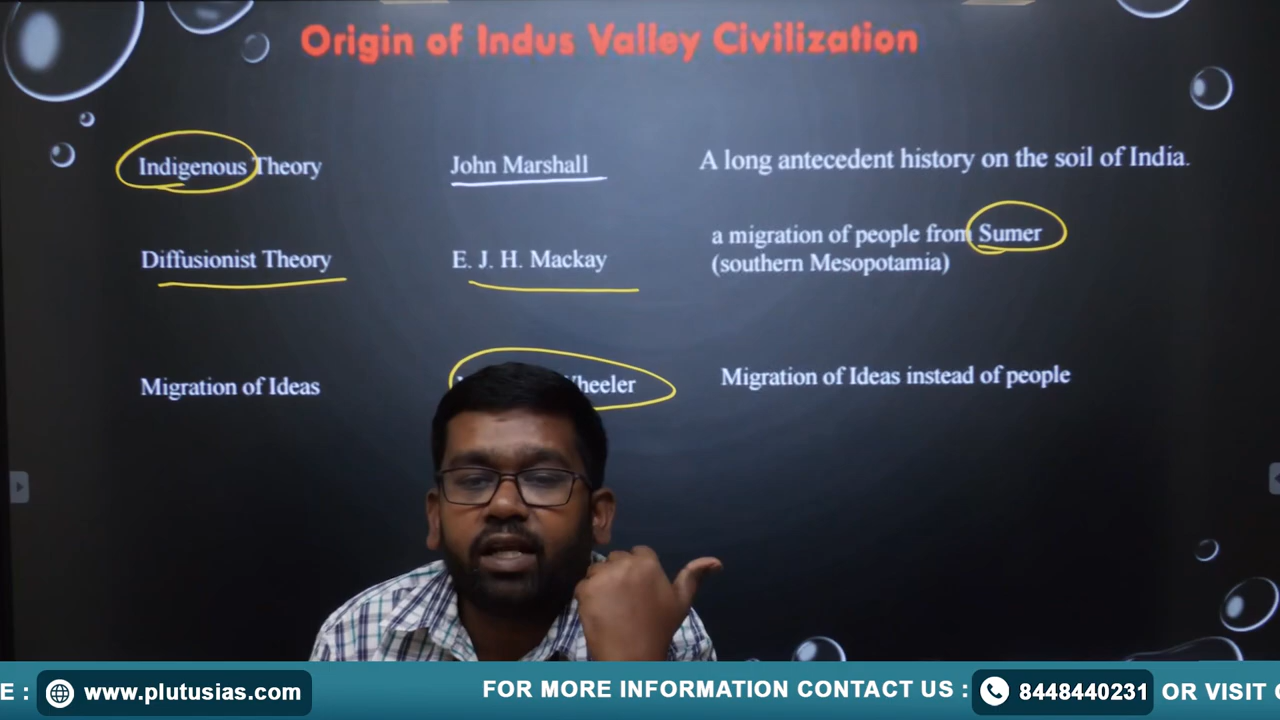 Origin of Indus Valley Civilization
Indigenous Theory
John Marshall
A long antecedent history on the soil of India.
Diffusionist Theory
E. J. H. Mackay
a migration of people from Sumer
(southern Mesopotamia)
Migration of Ideas
Wheeler
Migration of Ideas instead of people
E :
www.plutusias.com
FOR MORE INFORMATION CONTACT US :
8448440231
OR VISIT